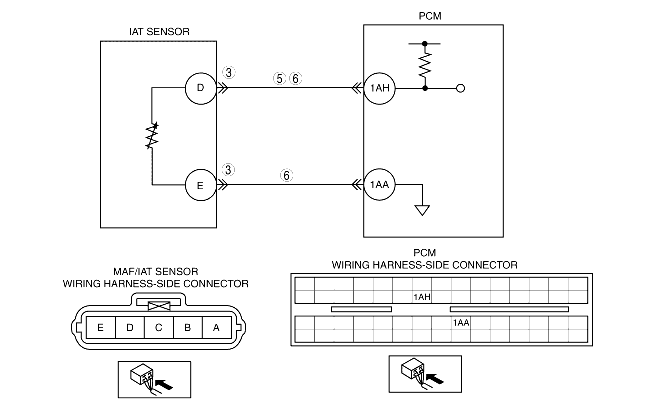 PCM
IAT SENSOR
3
5 6
D
1AH
3
6
E
1AA
MAF/IAT SENSOR
WIRING HARNESS-SIDE CONNECTOR
PCM
WIRING HARNESS-SIDE CONNECTOR
1AH
E D C B A
1AA